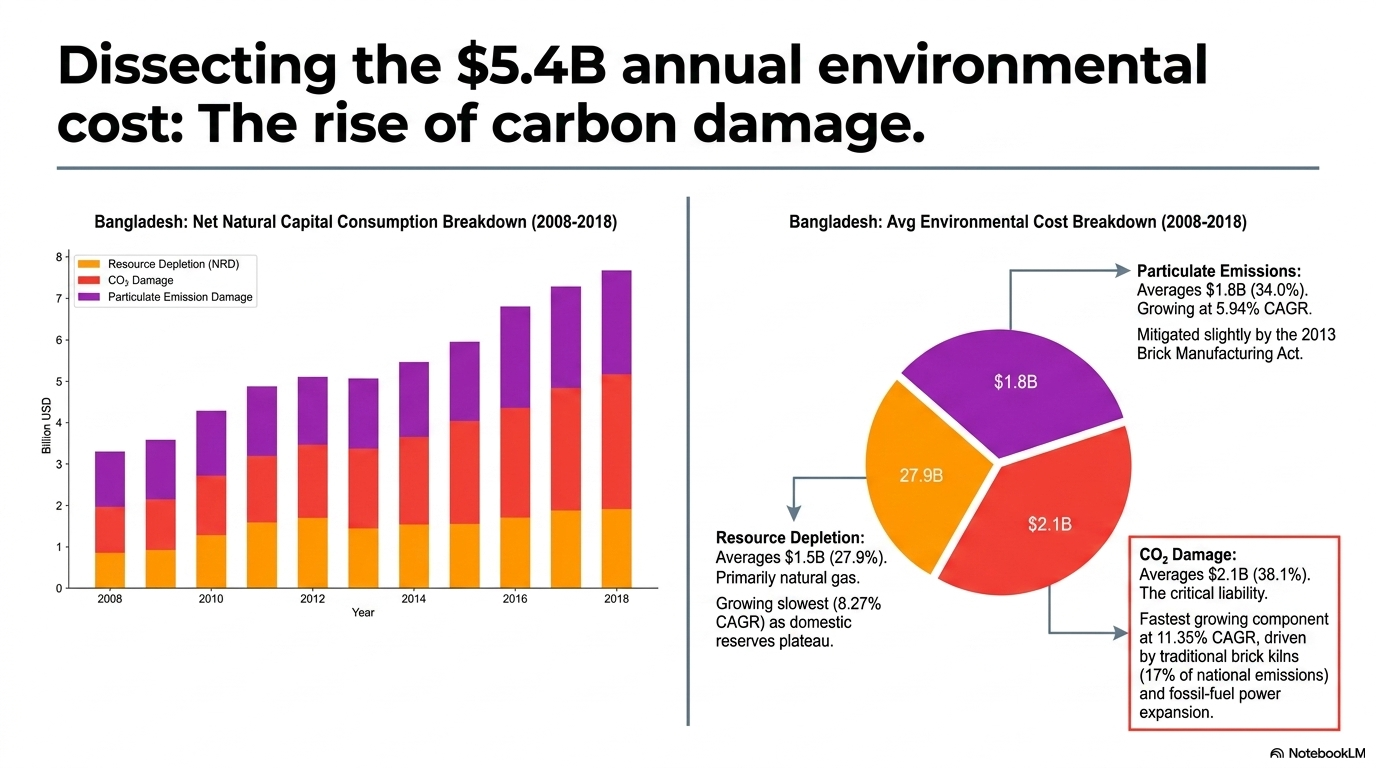 Dissecting the $5.4B annual environmental
cost: The rise of carbon damage.
Bangladesh: Net Natural Capital Consumption Breakdown (2008-2018)
Resource Depletion (NRD)
CO₃ Damage
Particulate Emission Damage
8
7
6
5
4
3
2
1
0
Billion USD
2008
2010
2012
2014
2016
2018
Year
Bangladesh: Avg Environmental Cost Breakdown (2008-2018)
Particulate Emissions:
Averages $1.8B (34.0%).
Growing at 5.94% CAGR.
Mitigated slightly by the 2013
Brick Manufacturing Act.
$1.8B
27.9B
$2.1B
Resource Depletion:
Averages $1.5B (27.9%).
Primarily natural gas.
Growing slowest (8.27%
CAGR) as domestic
reserves plateau.
CO₂ Damage:
Averages $2.1B (38.1%).
The critical liability.
Fastest growing component
at 11.35% CAGR, driven
by traditional brick kilns
(17% of national emissions)
and fossil-fuel power
expansion.
NotebookLM